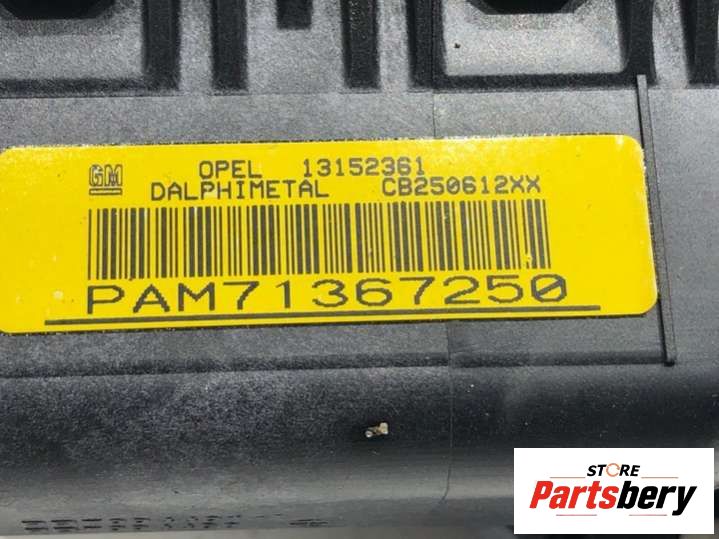 GM OPEL 13152361
DALPHIMETAL CB250612XX
PAM71367250
STORE
Partsbery